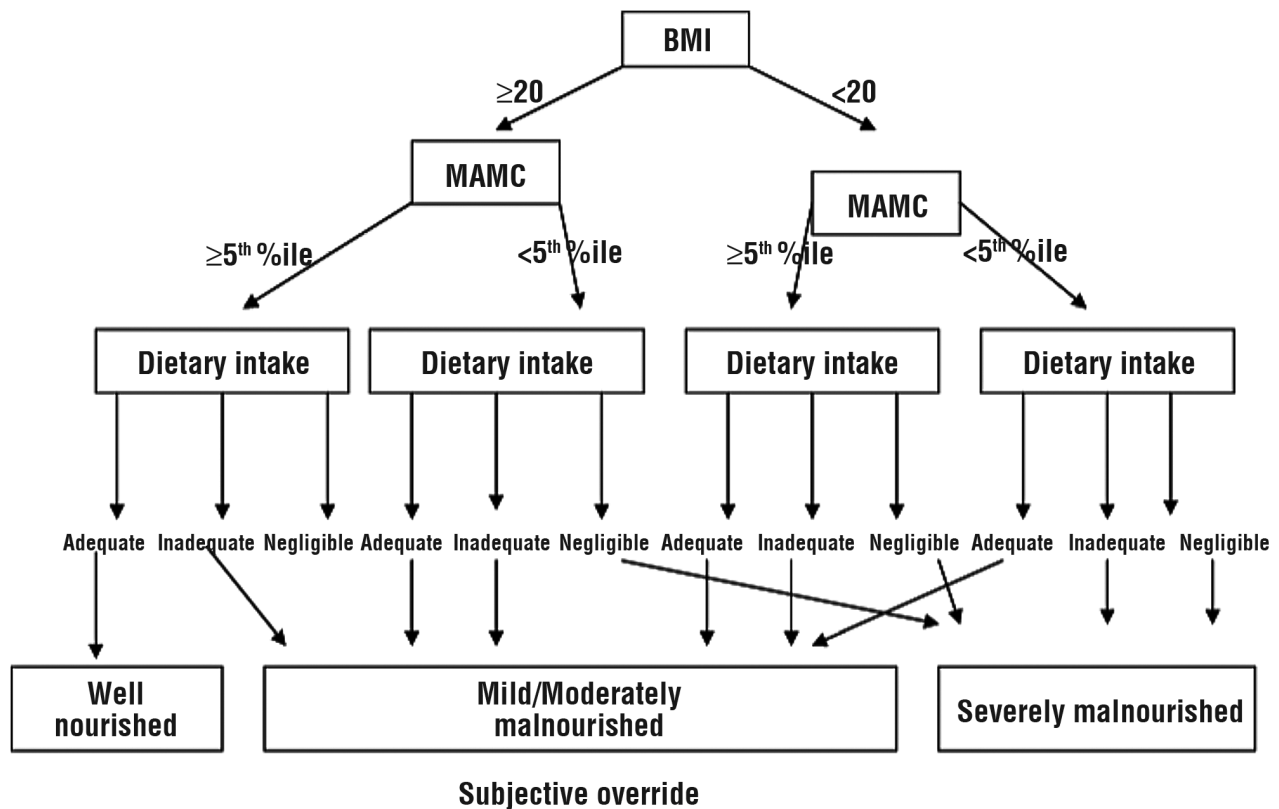 BMI
≥20
<20
MAMC
MAMC
≥5th %ile
<5th %ile
≥5th %ile
<5th %ile
Dietary intake
Dietary intake
Dietary intake
Dietary intake
Adequate Inadequate Negligible Adequate Inadequate Negligible Adequate Inadequate Negligible Adequate Inadequate Negligible
Well
nourished
Mild/Moderately
malnourished
Severely malnourished
Subjective override